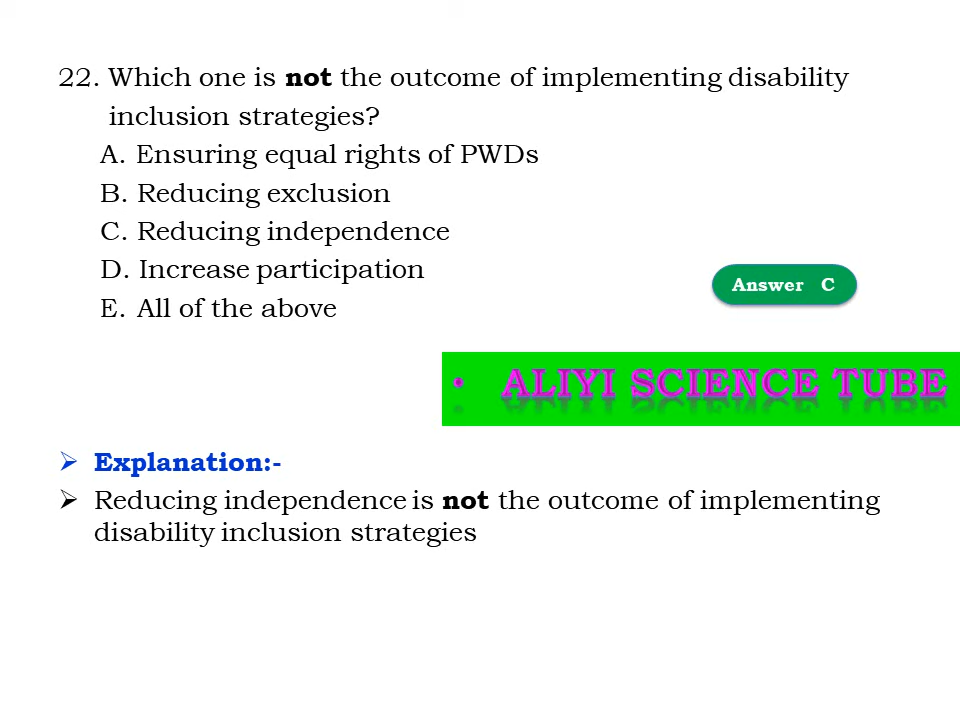 22. Which one is not the outcome of implementing disability
inclusion strategies?
A. Ensuring equal rights of PWDs
B. Reducing exclusion
C. Reducing independence
D. Increase participation
E. All of the above
Answer C
• ALIYI SCIENCE TUBE
➢ Explanation:-
➢ Reducing independence is not the outcome of implementing
disability inclusion strategies